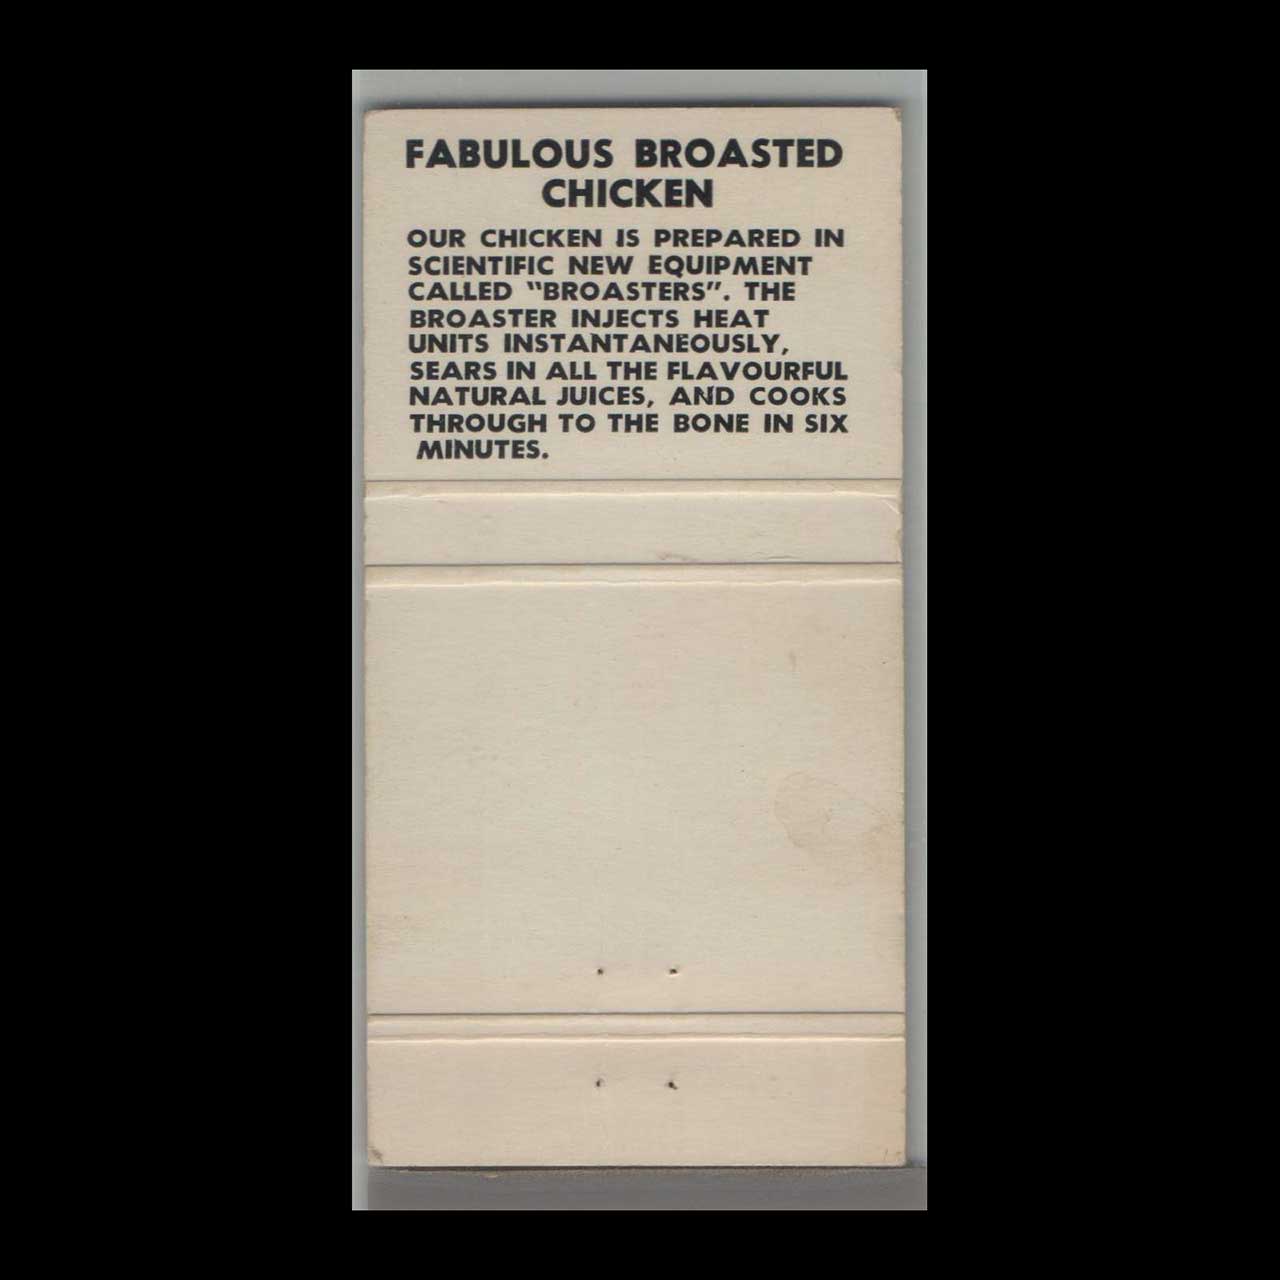 FABULOUS BROASTED
CHICKEN
OUR CHICKEN IS PREPARED IN
SCIENTIFIC NEW EQUIPMENT
CALLED "BROASTERS". THE
BROASTER INJECTS HEAT
UNITS INSTANTANEOUSLY,
SEARS IN ALL THE FLAVOURFUL
NATURAL JUICES, AND COOKS
THROUGH TO THE BONE IN SIX
MINUTES.